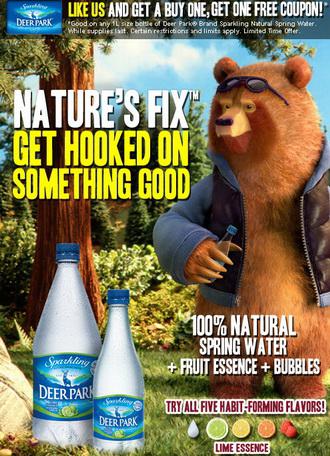 Sparkling
DEER PARK
LIKE US AND GET A BUY ONE, GET ONE FREE COUPON!*
*Good on any 1L size bottle of Deer Park® Brand Sparkling Natural Spring Water.
While supplies last. Certain restrictions and limits apply. Limited Time Offer.
NATURE'S FIX™
GET HOOKED ON
SOMETHING GOOD
100% NATURAL
SPRING WATER
+ FRUIT ESSENCE + BUBBLES
Sparkling
DEER PARK
Sparkling
DEER PARK
TRY ALL FIVE HABIT-FORMING FLAVORS!
LIME ESSENCE